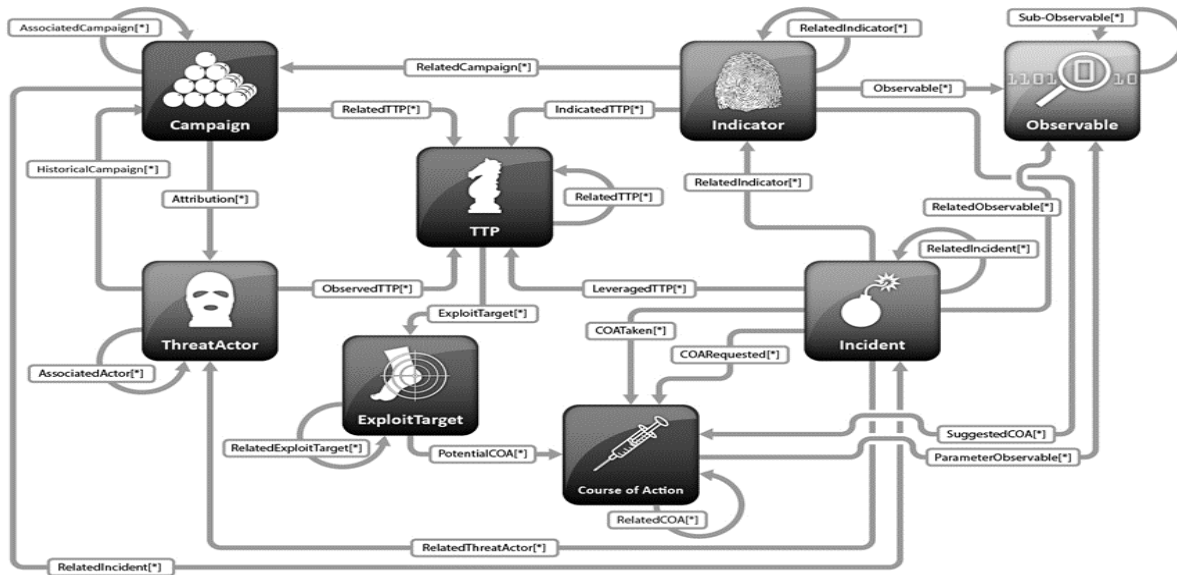 AssociatedCampaign[*]
RelatedIndicator[*]
Sub-Observable[*]
RelatedCampaign[*]
1101 0 10
Observable[*]
RelatedTTP[*]
IndicatedTTP[*]
Campaign
Indicator
Observable
HistoricalCampaign[*]
RelatedIndicator[*]
Attribution[*]
RelatedTTP[*]
RelatedObservable[*]
TTP
RelatedIncident[*]
ObservedTTP[*]
LeveragedTTP[*]
ExploitTarget[*]
COATaken[*]
ThreatActor
Incident
COARequested[*]
AssociatedActor[*]
ExploitTarget
SuggestedCOA[*]
RelatedExploitTarget[*]
PotentialCOA[*]
ParameterObservable[*]
Course of Action
RelatedCOA[*]
RelatedThreatActor[*]
RelatedIncident[*]